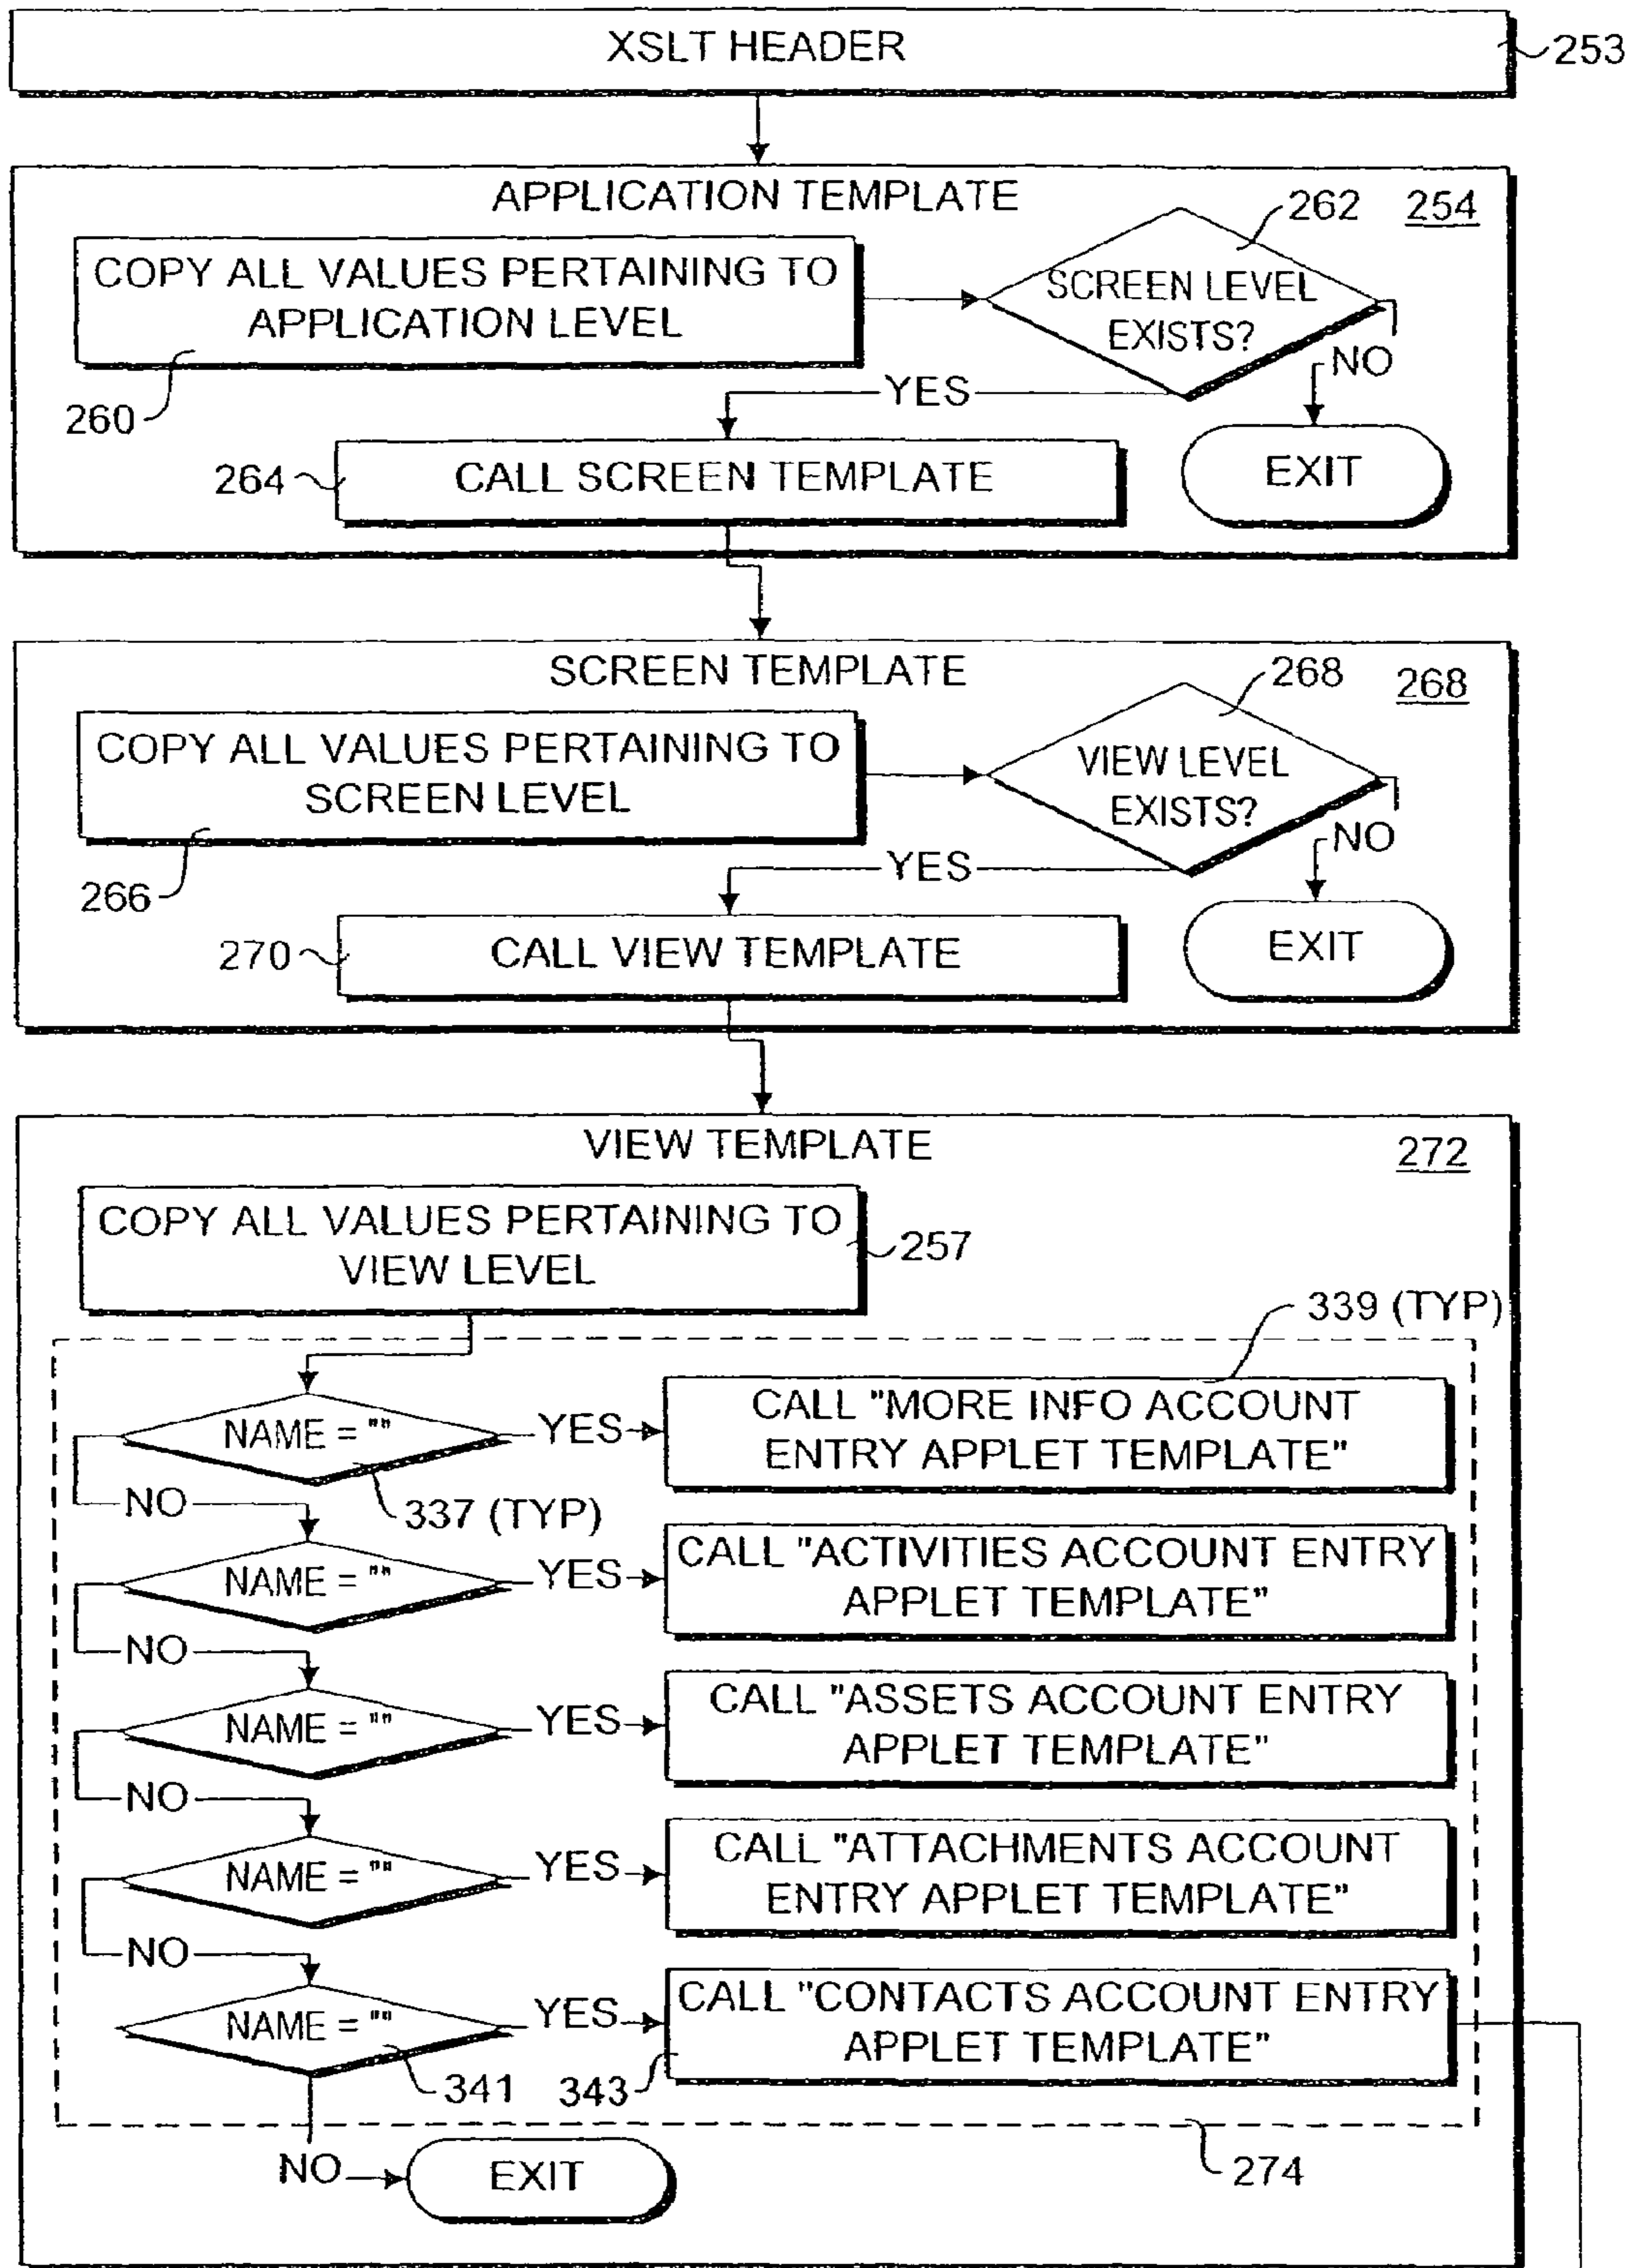 XSLT HEADER
253
APPLICATION TEMPLATE
262
254
COPY ALL VALUES PERTAINING TO
APPLICATION LEVEL
SCREEN LEVEL
EXISTS?
NO
YES
260
264
CALL SCREEN TEMPLATE
EXIT
SCREEN TEMPLATE
268
268
COPY ALL VALUES PERTAINING TO
SCREEN LEVEL
VIEW LEVEL
EXISTS?
NO
YES
266
270
CALL VIEW TEMPLATE
EXIT
VIEW TEMPLATE
272
COPY ALL VALUES PERTAINING TO
VIEW LEVEL
257
339 (TYP)
NAME = ""
YES
CALL "MORE INFO ACCOUNT
ENTRY APPLET TEMPLATE"
NO
337 (TYP)
NAME = ""
YES
CALL "ACTIVITIES ACCOUNT ENTRY
APPLET TEMPLATE"
NO
NAME = ""
YES
CALL "ASSETS ACCOUNT ENTRY
APPLET TEMPLATE"
NO
NAME = ""
YES
CALL "ATTACHMENTS ACCOUNT
ENTRY APPLET TEMPLATE"
NO
NAME = ""
YES
CALL "CONTACTS ACCOUNT ENTRY
APPLET TEMPLATE"
341
343
NO
EXIT
274